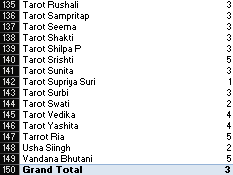 135 Tarot Rushali 3
136 Tarot Sampritap 3
137 Tarot Seema 3
138 Tarot Shakti 3
139 Tarot Shilpa P 3
140 Tarot Srishti 5
141 Tarot Sunita 3
142 Tarot Supriya Suri 1
143 Tarot Surbi 3
144 Tarot Swati 2
145 Tarot Vedika 4
146 Tarot Yashita 4
147 Tarrot Ria 5
148 Usha Siingh 2
149 Vandana Bhutani 5
150 Grand Total 3